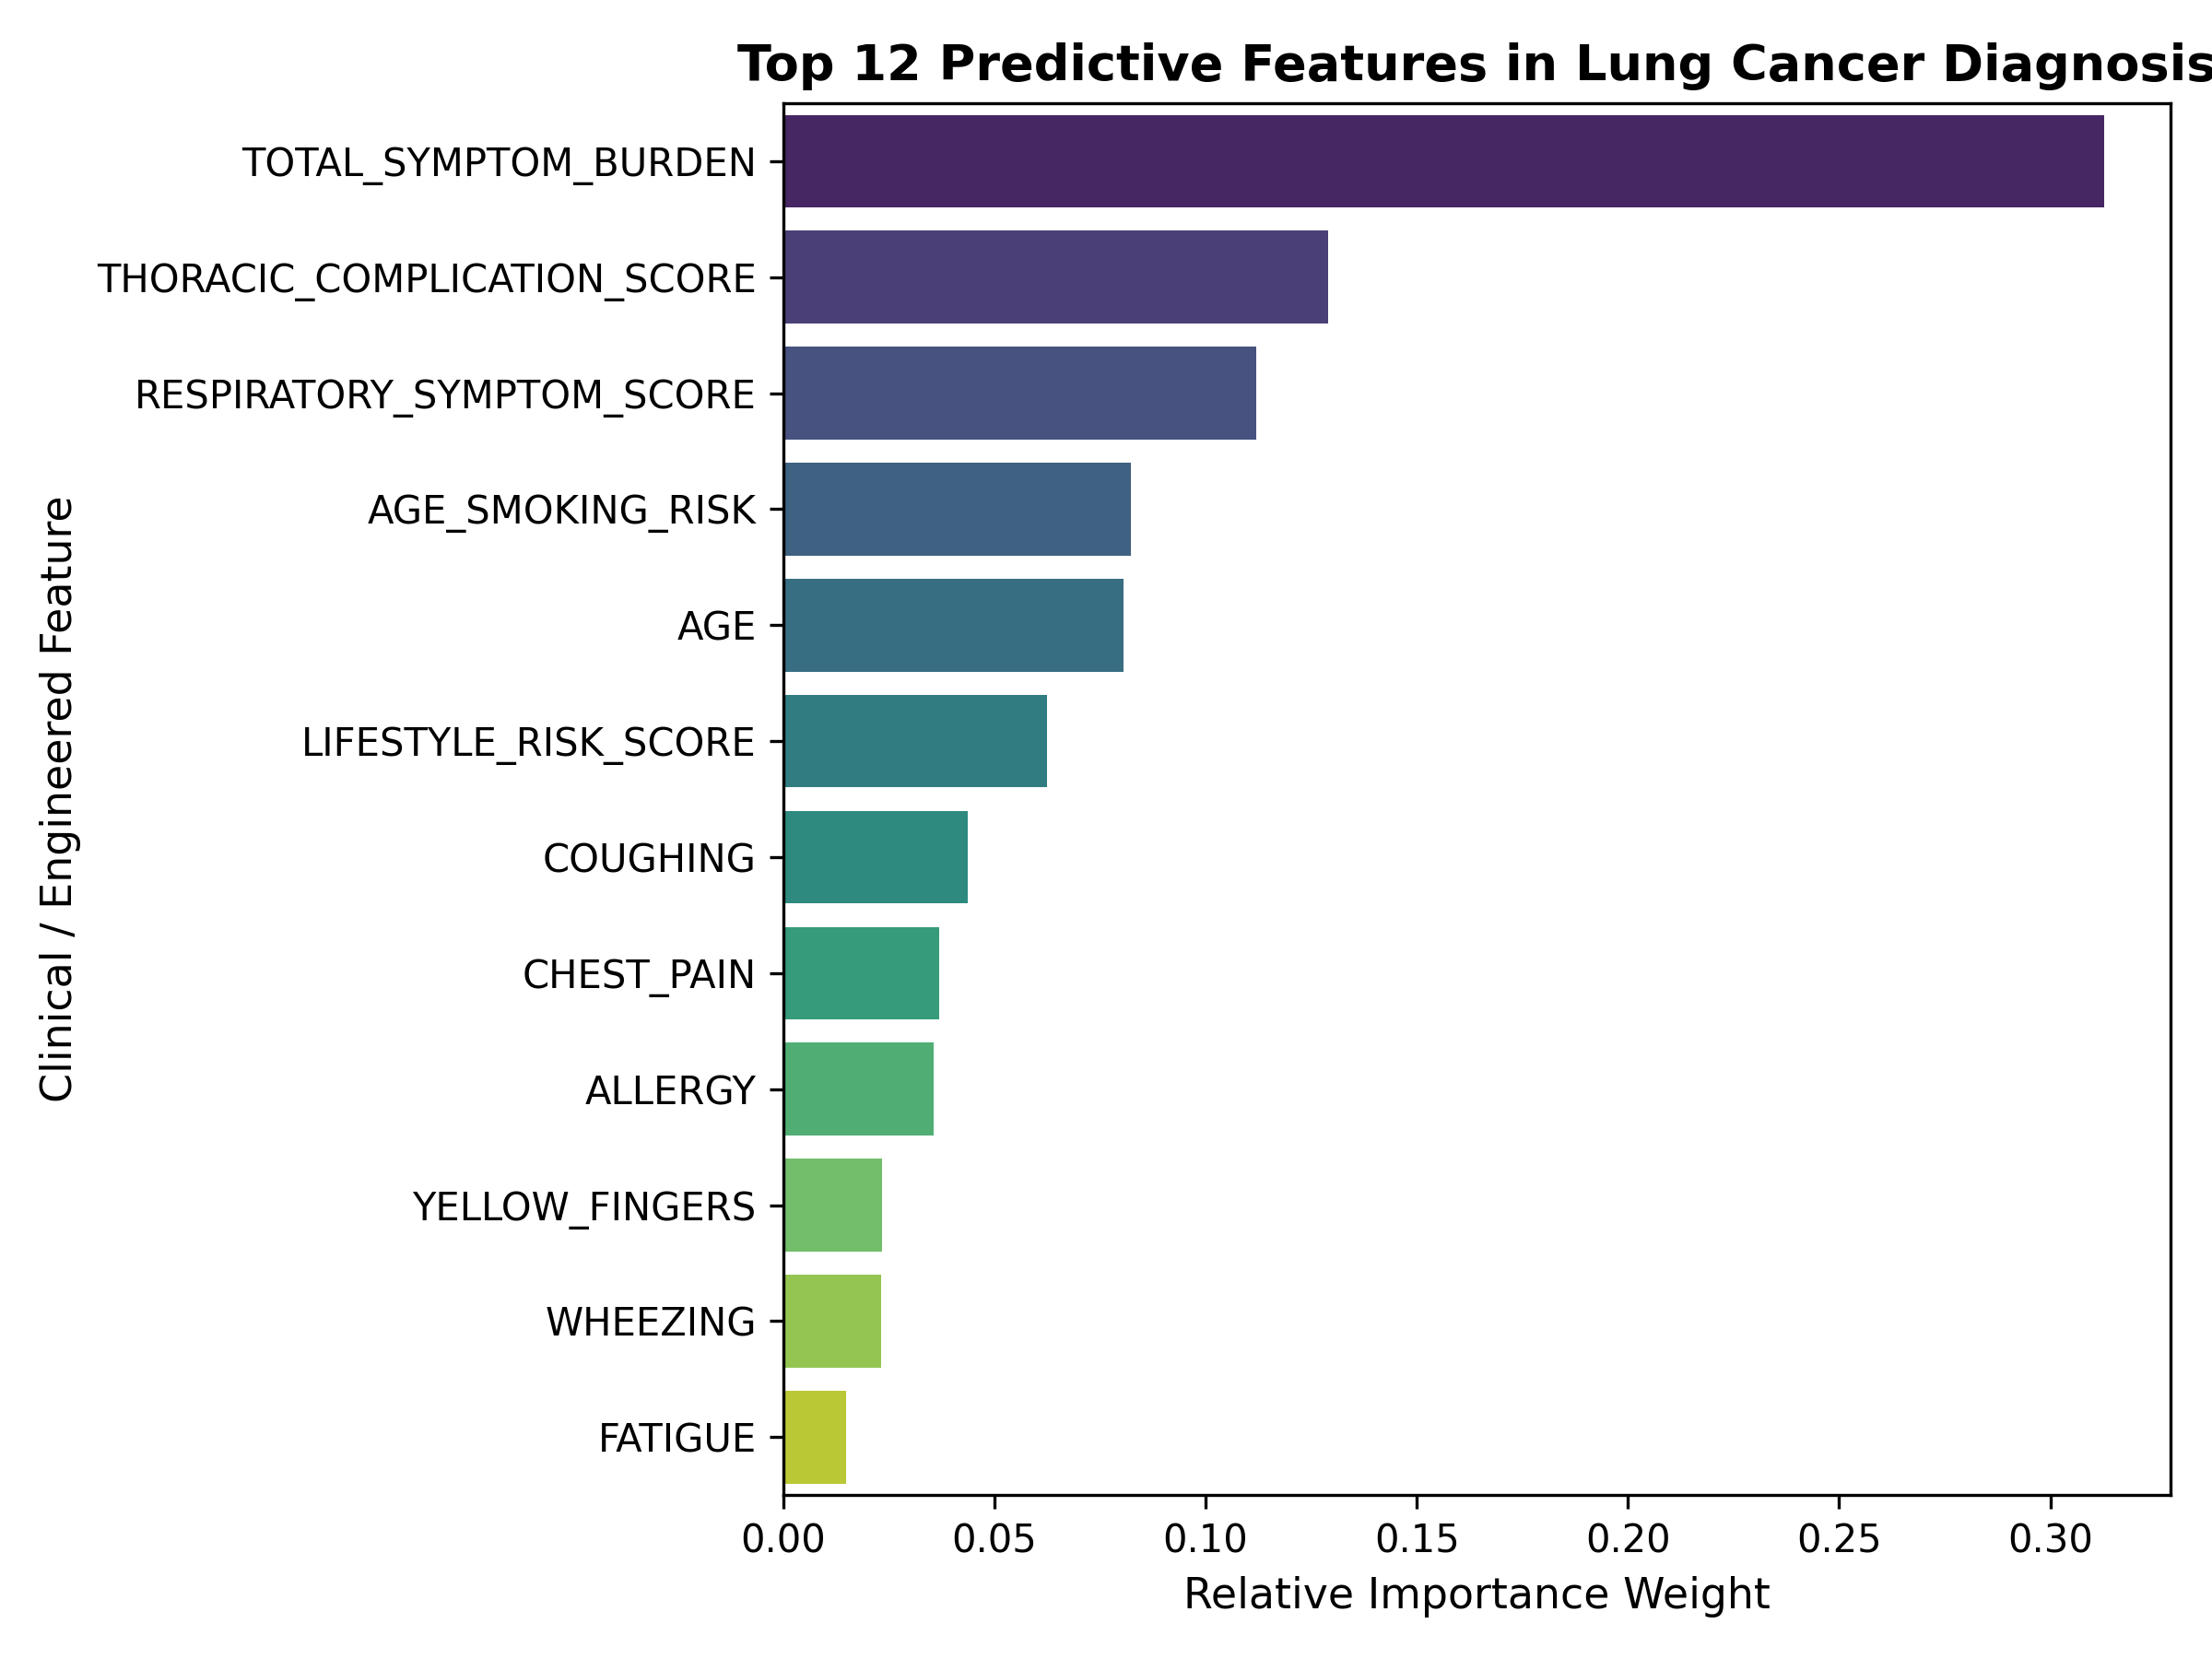 Top 12 Predictive Features in Lung Cancer Diagnosis
Clinical / Engineered Feature
TOTAL_SYMPTOM_BURDEN
THORACIC_COMPLICATION_SCORE
RESPIRATORY_SYMPTOM_SCORE
AGE_SMOKING_RISK
AGE
LIFESTYLE_RISK_SCORE
COUGHING
CHEST_PAIN
ALLERGY
YELLOW_FINGERS
WHEEZING
FATIGUE
0.00 0.05 0.10 0.15 0.20 0.25 0.30
Relative Importance Weight